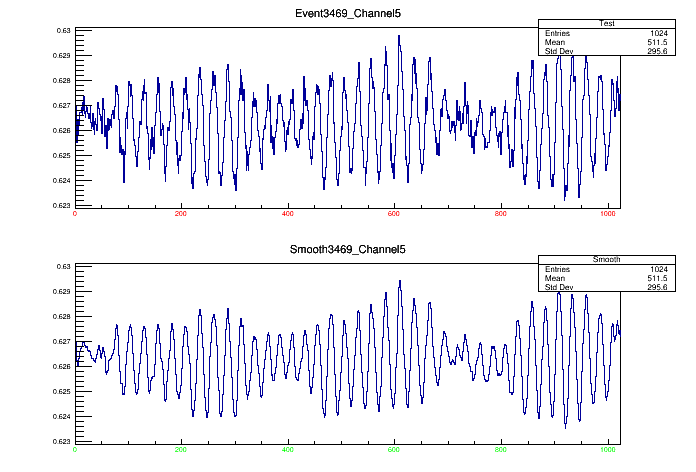 Event3469_Channel5
Test
Entries 1024
Mean 511.5
Std Dev 295.6
0.63
0.629
0.628
0.627
0.626
0.625
0.624
0.623
0 200 400 600 800 1000
Smooth3469_Channel5
Smooth
Entries 1024
Mean 511.5
Std Dev 295.6
0.63
0.629
0.628
0.627
0.626
0.625
0.624
0.623
0 200 400 600 800 1000